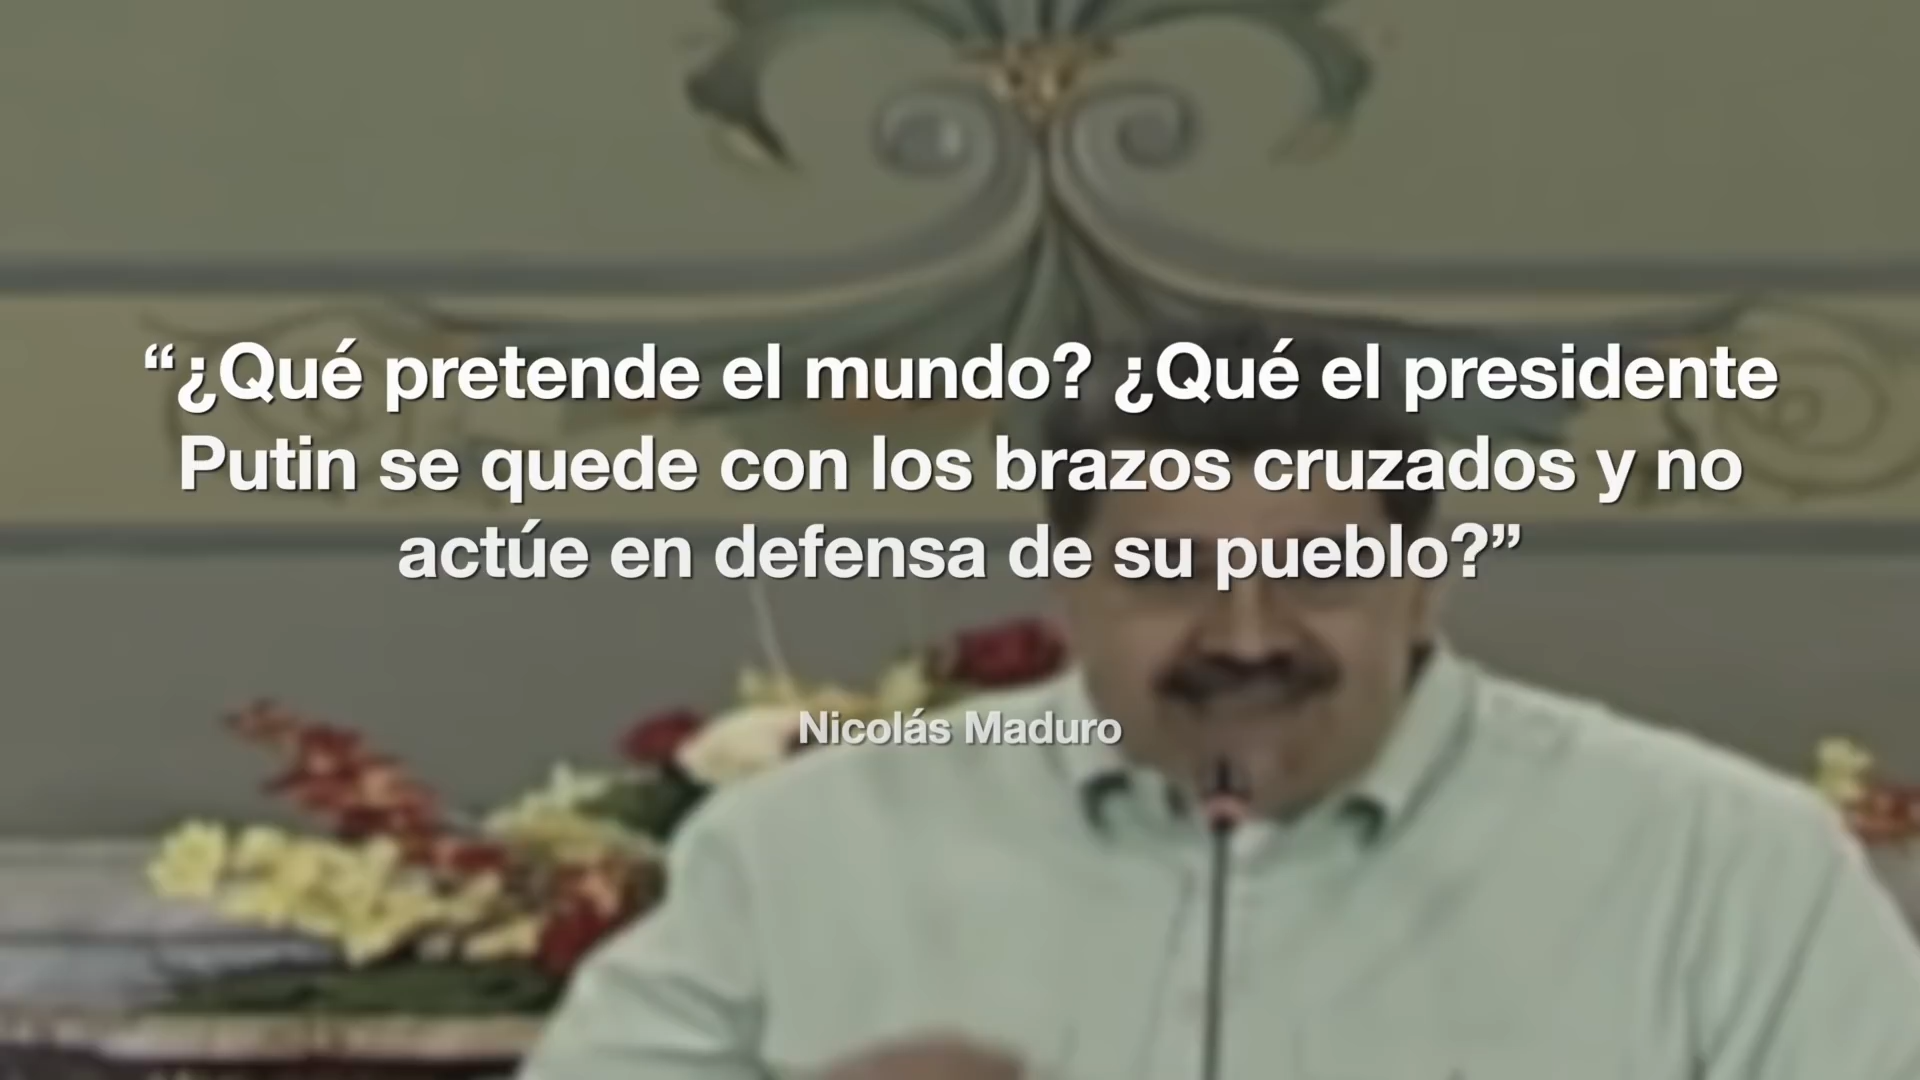 “¿Qué pretende el mundo? ¿Qué el presidente
Putin se quede con los brazos cruzados y no
actúe en defensa de su pueblo?”
Nicolás Maduro